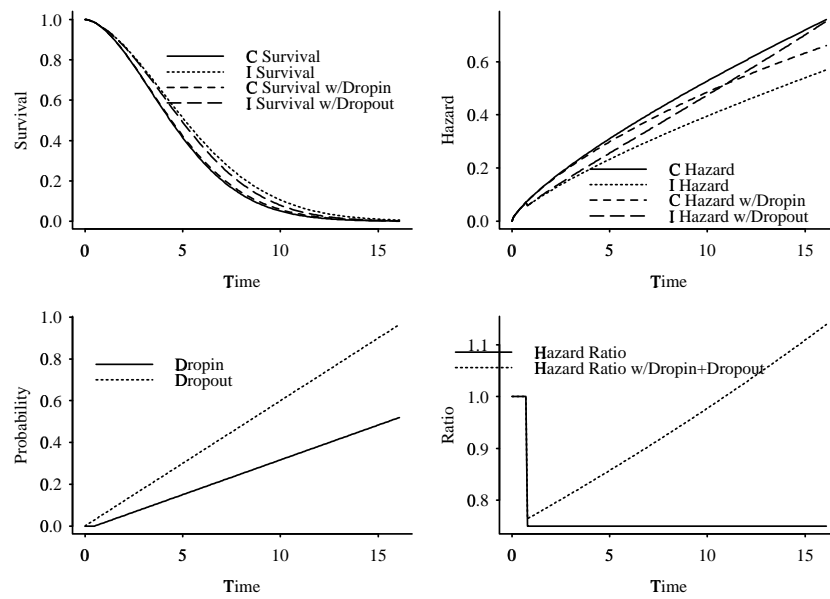 1.0
0.8
0.6
0.4
0.2
0.0
Survival
C Survival
I Survival
C Survival w/Dropin
I Survival w/Dropout
0 5 10 15
Time
0.6
0.4
0.2
0.0
Hazard
C Hazard
I Hazard
C Hazard w/Dropin
I Hazard w/Dropout
0 5 10 15
Time
1.0
0.8
0.6
0.4
0.2
0.0
Probability
Dropin
Dropout
0 5 10 15
Time
1.1
1.0
0.9
0.8
Ratio
Hazard Ratio
Hazard Ratio w/Dropin+Dropout
0 5 10 15
Time